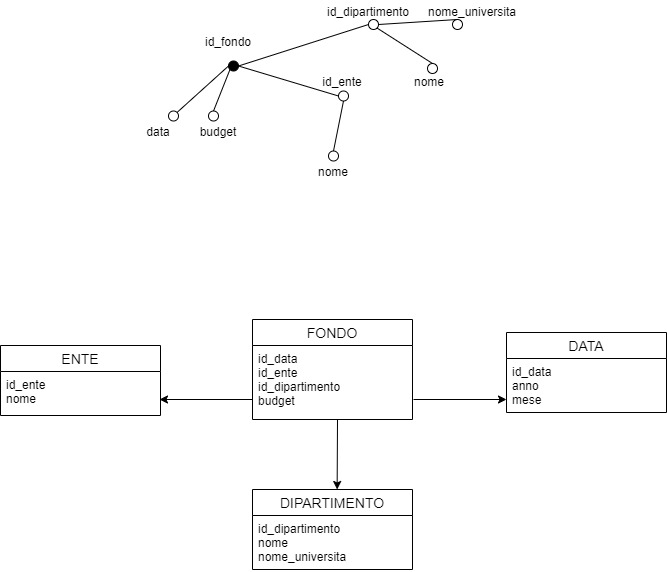 id_dipartimento
nome_universita
id_fondo
nome
id_ente
data
budget
nome
FONDO
id_data
id_ente
id_dipartimento
budget
ENTE
id_ente
nome
DATA
id_data
anno
mese
DIPARTIMENTO
id_dipartimento
nome
nome_universita